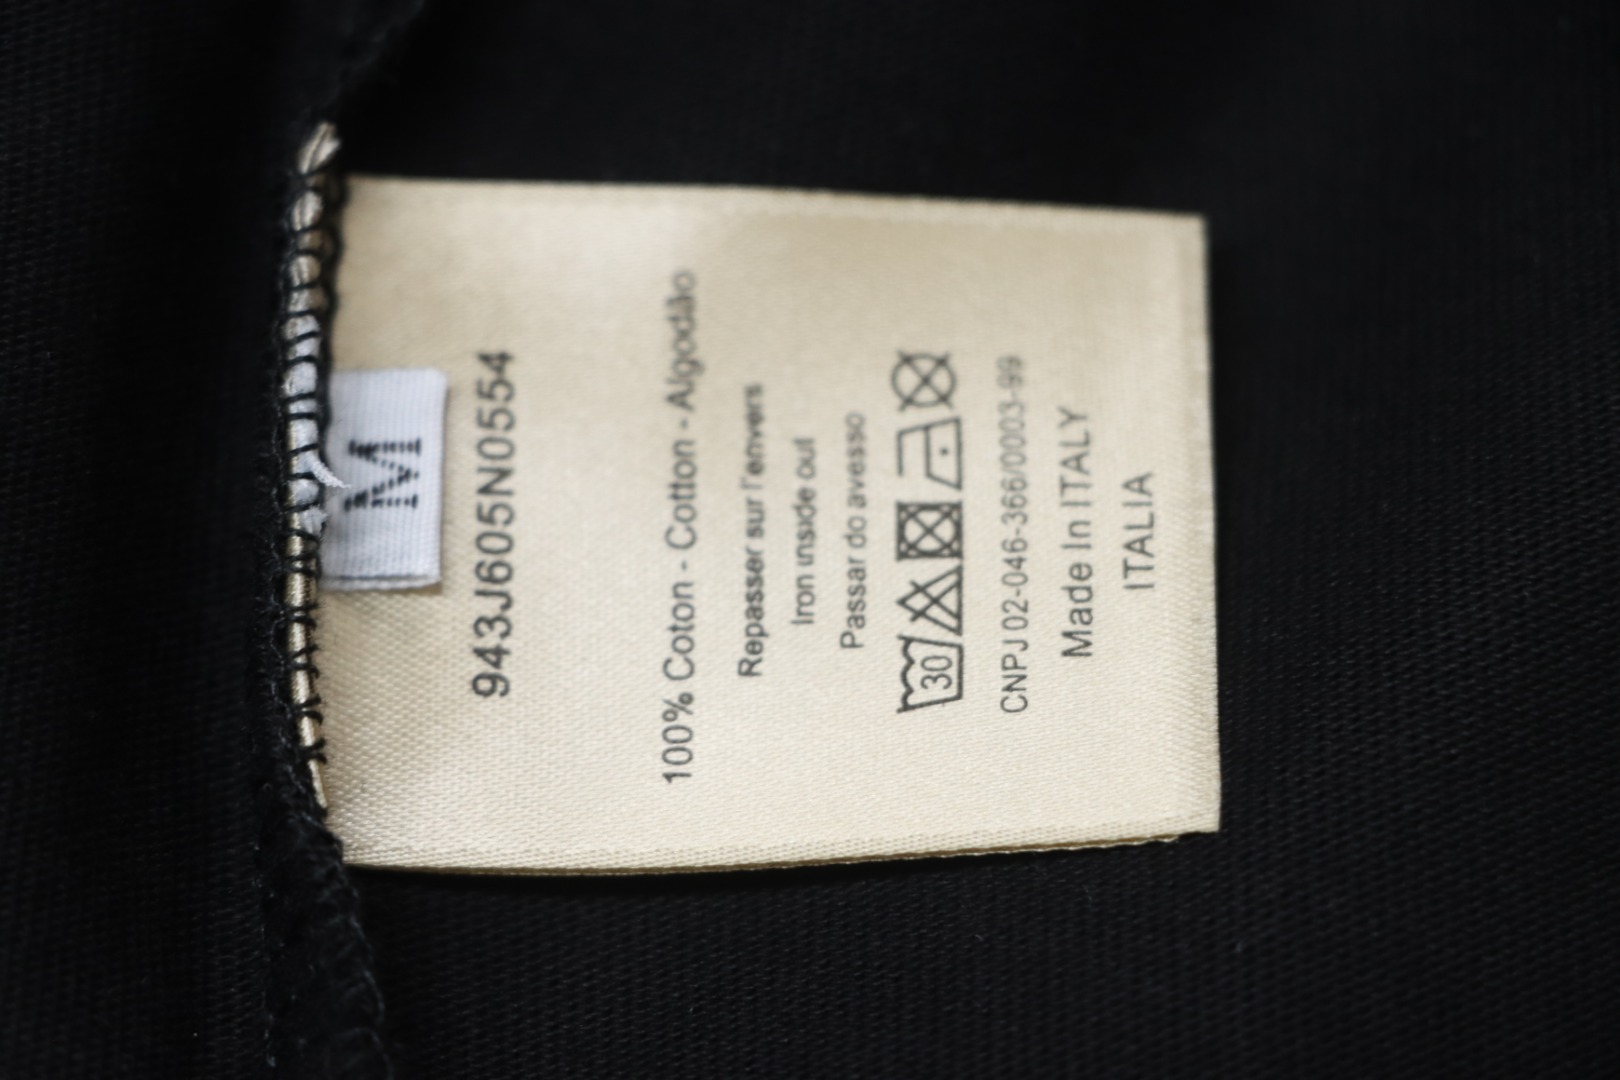 M
943J605N0554
100% Coton - Cotton - Algodão
Repasser sur l'envers
Iron inside out
Passar do avesso
30
CNPJ 02-046-366/0003-99
Made In ITALY
ITALIA